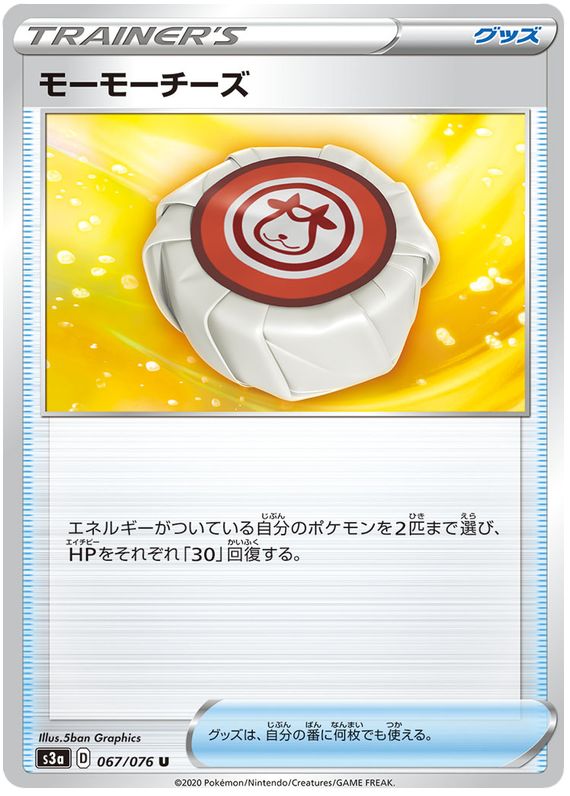 TRAINER'S
グッズ
モーモーチーズ
エネルギーがついている自分のポケモンを2匹まで選び、
HPをそれぞれ「30」回復する。
Illus.5ban Graphics
グッズは、自分の番に何枚でも使える。
s3a D 067/076 U
©2020 Pokémon/Nintendo/Creatures/GAME FREAK.